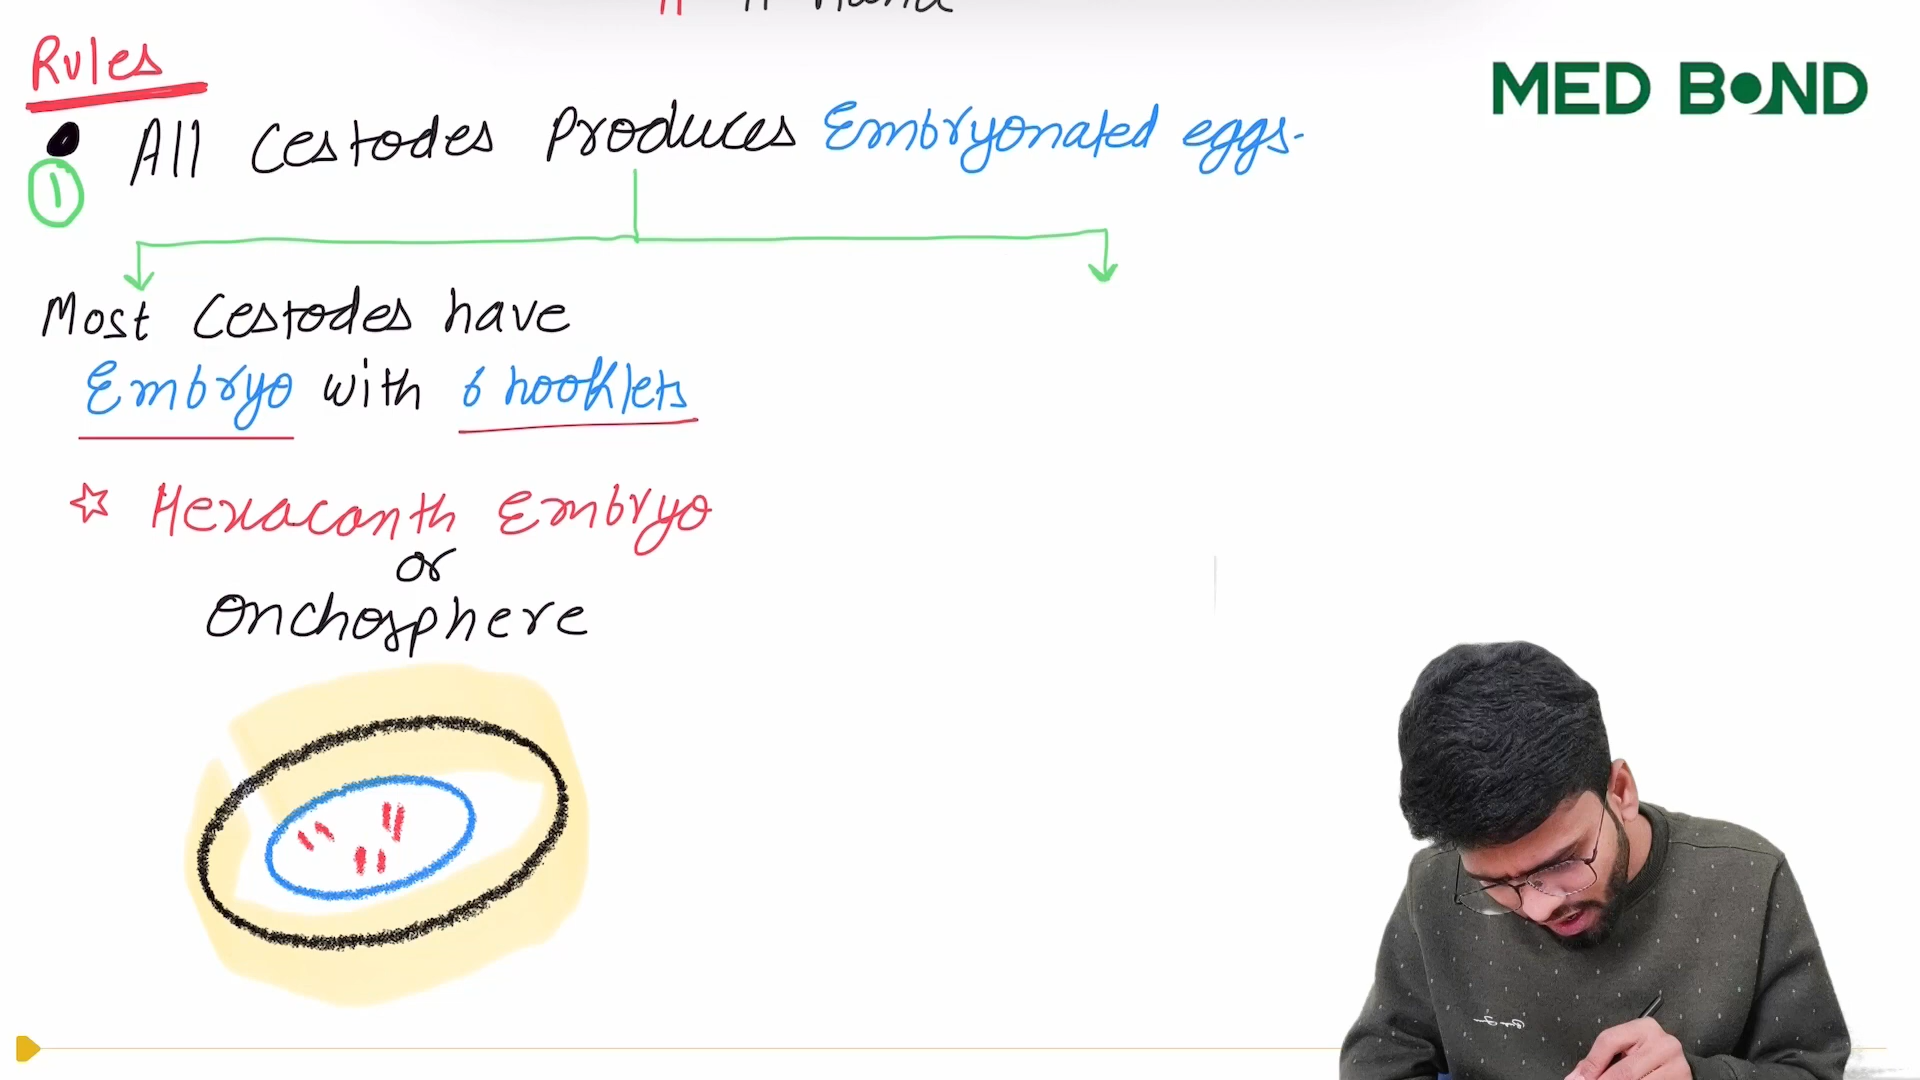 Rules
MED BOND
All Cestodes Produces Embryonated eggs.
1
Most Cestodes have
Embryo with 6 hooklets
☆ Hexacanth Embryo
or
Onchosphere